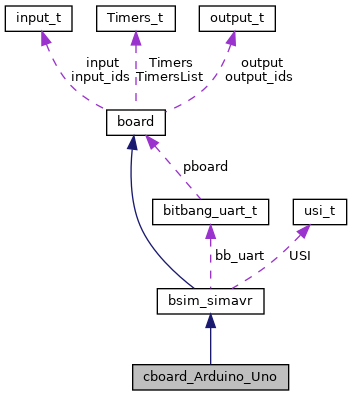 input_t
Timers_t
output_t
input
input_ids
Timers
TimersList
output
output_ids
board
pboard
bitbang_uart_t
usi_t
bb_uart
USI
bsim_simavr
cboard_Arduino_Uno